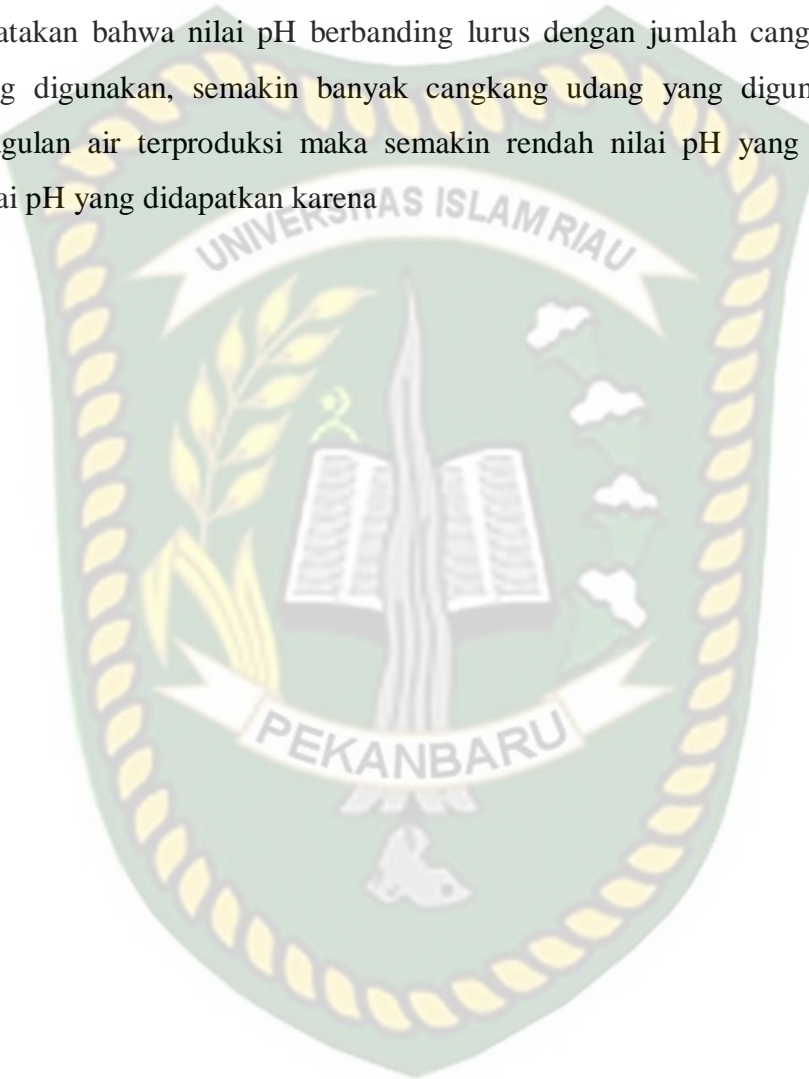 atakan bahwa nilai pH berbanding lurus dengan jumlah cang
g digunakan, semakin banyak cangkang udang yang digun
gulan air terproduksi maka semakin rendah nilai pH yang
ai pH yang didapatkan karena
UNIVERSITAS ISLAM RIAU
PEKANBARU